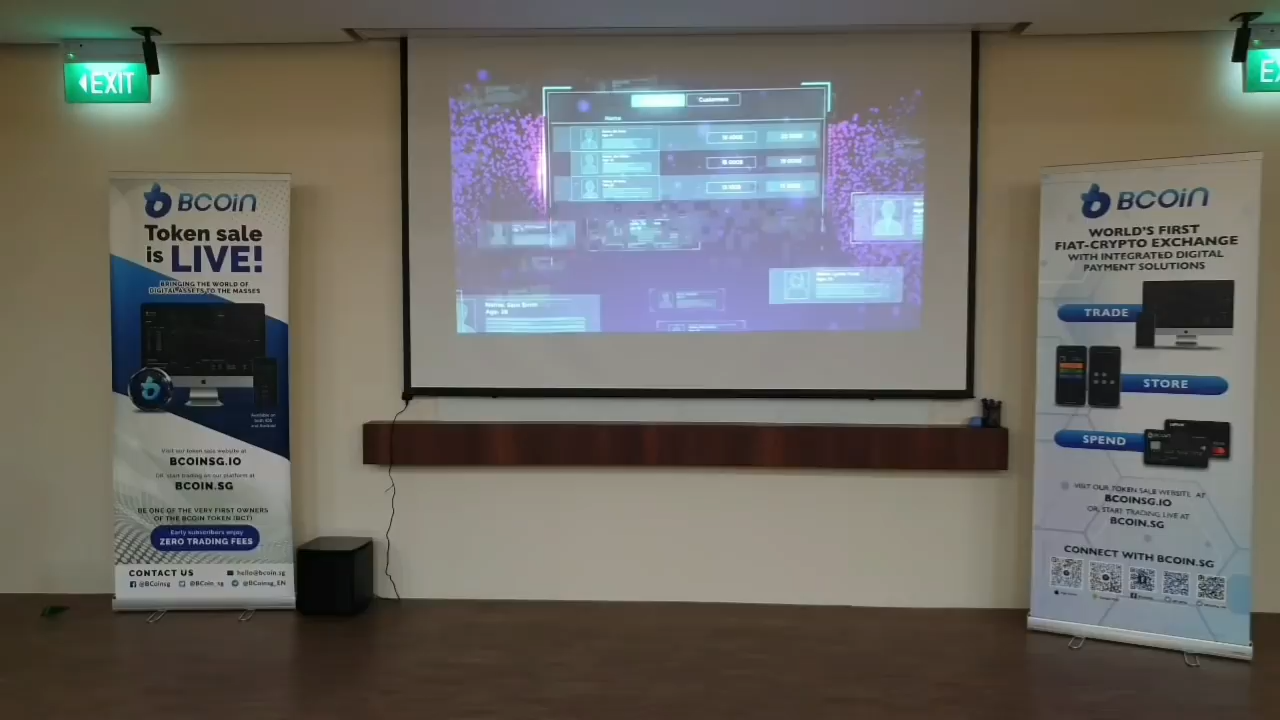 EXIT
BCOIN
Token sale
is LIVE!
BRINGING THE WORLD OF
DIGITAL ASSETS TO THE MASSES
Visit our token sale website at
BCOINSG.IO
OR, start trading on our platform at
BCOIN.SG
BE ONE OF THE VERY FIRST OWNERS
OF THE BCOIN TOKEN (BCT)
Early subscribers enjoy
ZERO TRADING FEES
CONTACT US
hello@bcoin.sg
@BCoinsg
@BCoin_sg
@BCoinsg_EN
Customers
Name
EX
BCOIN
WORLD'S FIRST
FIAT-CRYPTO EXCHANGE
WITH INTEGRATED DIGITAL
PAYMENT SOLUTIONS
TRADE
STORE
SPEND
VISIT OUR TOKEN SALE WEBSITE AT
BCOINSG.IO
OR, START TRADING LIVE AT
BCOIN.SG
CONNECT WITH BCOIN.SG